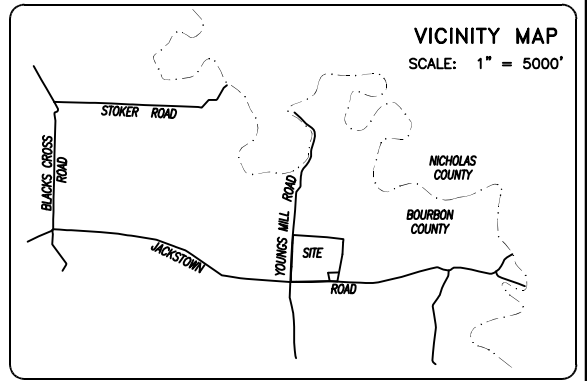 VICINITY MAP
SCALE: 1" = 5000'
STOKER ROAD
BLACKS CROSS
ROAD
NICHOLAS
COUNTY
BOURBON
COUNTY
YOUNGS MILL ROAD
SITE
JACKSTOWN
ROAD